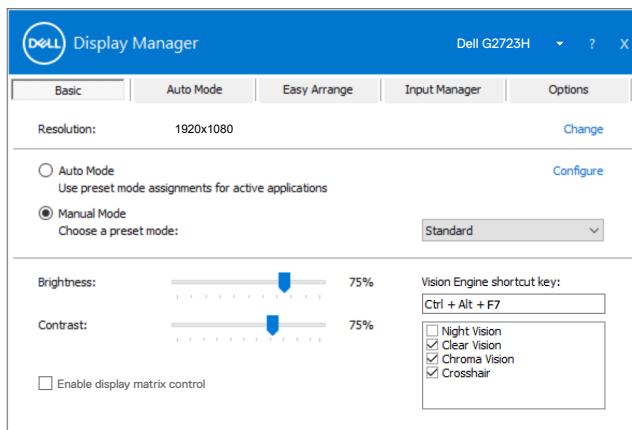 DELL Display Manager Dell G2723H ? X
Basic Auto Mode Easy Arrange Input Manager Options
Resolution: 1920x1080 Change
Auto Mode Configure
Use preset mode assignments for active applications
Manual Mode
Choose a preset mode: Standard
Brightness: 75% Vision Engine shortcut key:
Ctrl + Alt + F7
Contrast: 75%
Night Vision
Clear Vision
Chroma Vision
Crosshair
Enable display matrix control